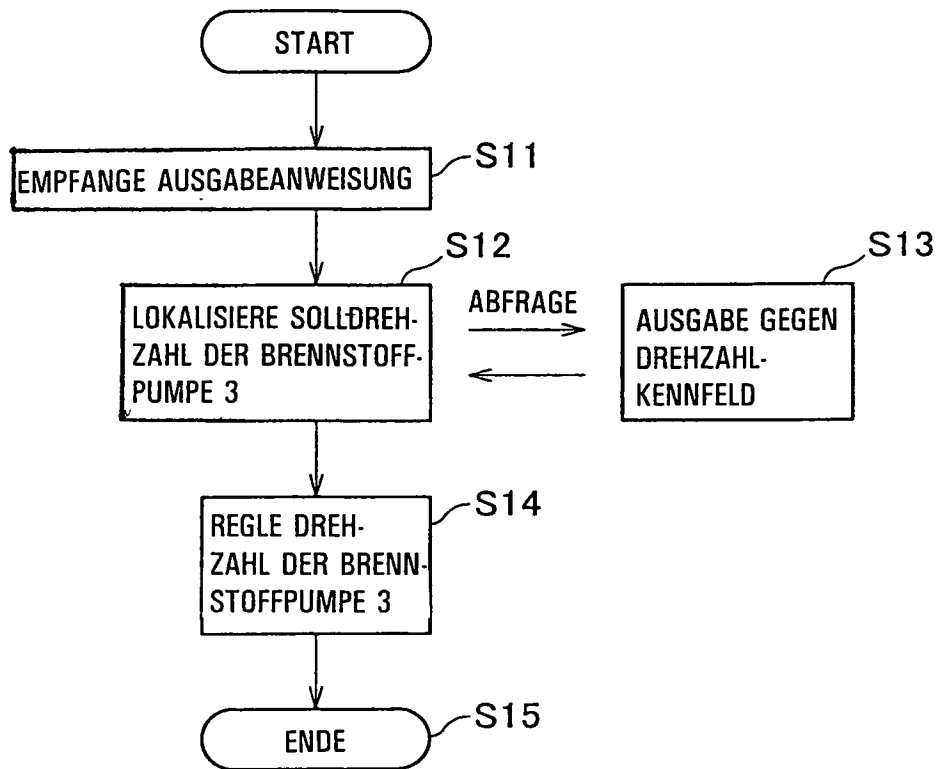 START
S11
EMPFANGE AUSGABEANWEISUNG
S12
LOKALISIERE SOLLDREH-
ZAHL DER BRENNSTOFF-
PUMPE 3
ABFRAGE
S13
AUSGABE GEGEN
DREHZAHL-
KENNFELD
S14
REGLE DREH-
ZAHL DER BRENN-
STOFFPUMPE 3
S15
ENDE